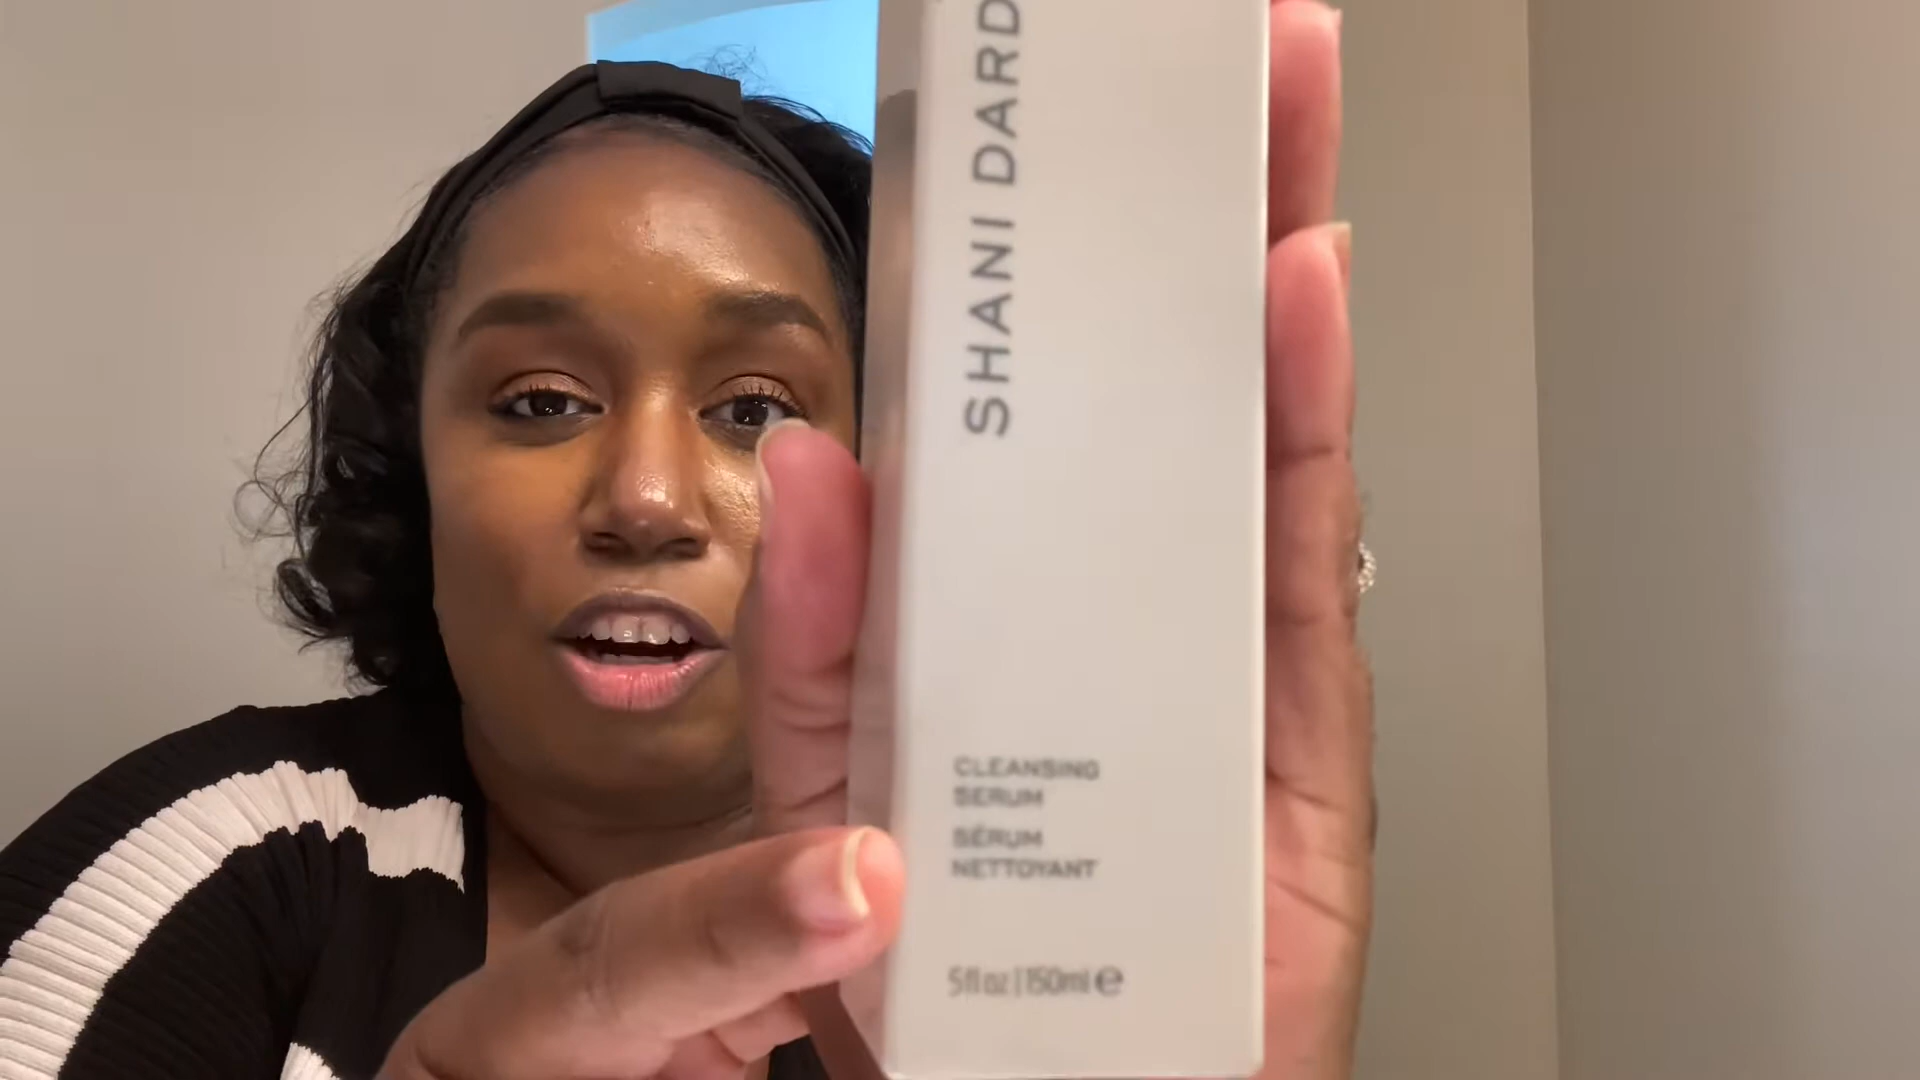 SHANI DARD
CLEANSING
SERUM
SÉRUM
NETTOYANT
5 fl oz | 150ml ℮